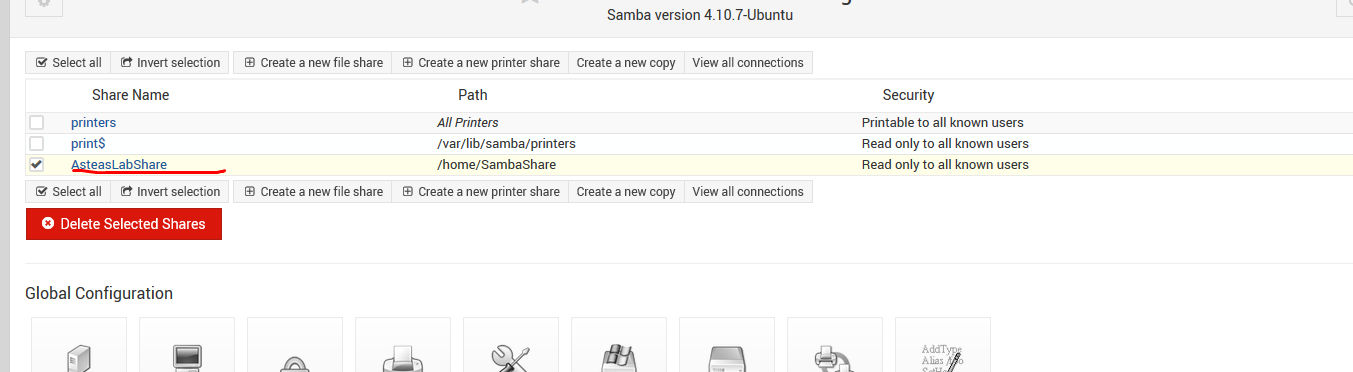 Samba version 4.10.7-Ubuntu
Select all Invert selection Create a new file share Create a new printer share Create a new copy View all connections
Share Name Path Security
printers All Printers Printable to all known users
print$ /var/lib/samba/printers Read only to all known users
AsteasLabShare /home/SambaShare Read only to all known users
Select all Invert selection Create a new file share Create a new printer share Create a new copy View all connections
Delete Selected Shares
Global Configuration
AddType
Alias